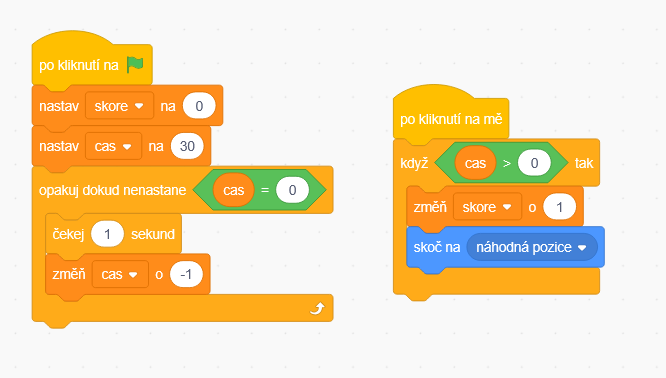 po kliknutí na
nastav skore na 0
nastav cas na 30
opakuj dokud nenastane cas = 0
čekej 1 sekund
změň cas o -1
po kliknutí na mě
když cas > 0 tak
změň skore o 1
skoč na náhodná pozice